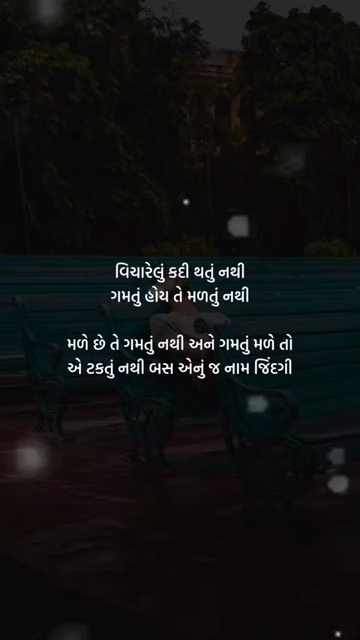 વિચારેલું કદી થતું નથી
ગમતું હોય તે મળતું નથી
મળે છે તે ગમતું નથી અને ગમતું મળે તો
એ ટકતું નથી બસ એનું જ નામ જિંદગી